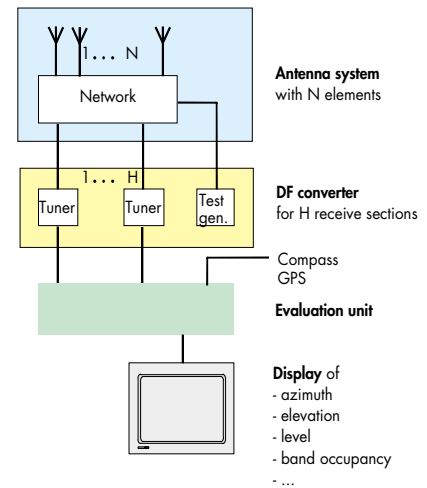 1... N
Network
Antenna system
with N elements
1... H
Tuner
Tuner
Test
gen.
DF converter
for H receive sections
Compass
GPS
Evaluation unit
Display of
- azimuth
- elevation
- level
- band occupancy
- ...